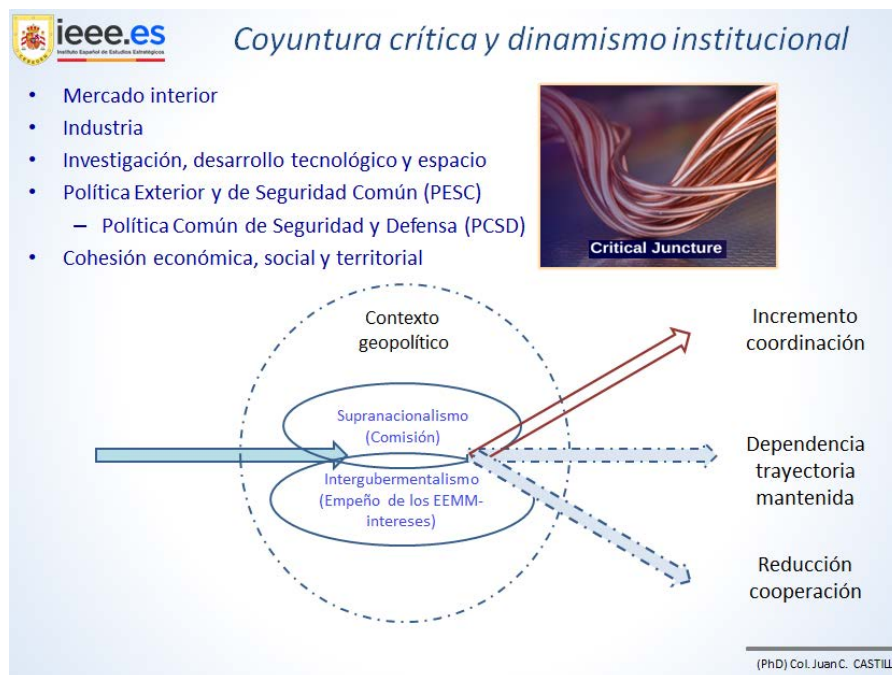 ieee.es
Instituto Español de Estudios Estratégicos
Coyuntura crítica y dinamismo institucional
• Mercado interior
• Industria
• Investigación, desarrollo tecnológico y espacio
• Política Exterior y de Seguridad Común (PESC)
– Política Común de Seguridad y Defensa (PCSD)
• Cohesión económica, social y territorial
Critical Juncture
Contexto
geopolítico
Supranacionalismo
(Comisión)
Intergubermentalismo
(Empeño de los EEMM-
intereses)
Incremento
coordinación
Dependencia
trayectoria
mantenida
Reducción
cooperación
(PhD) Col. Juan C. CASTILL